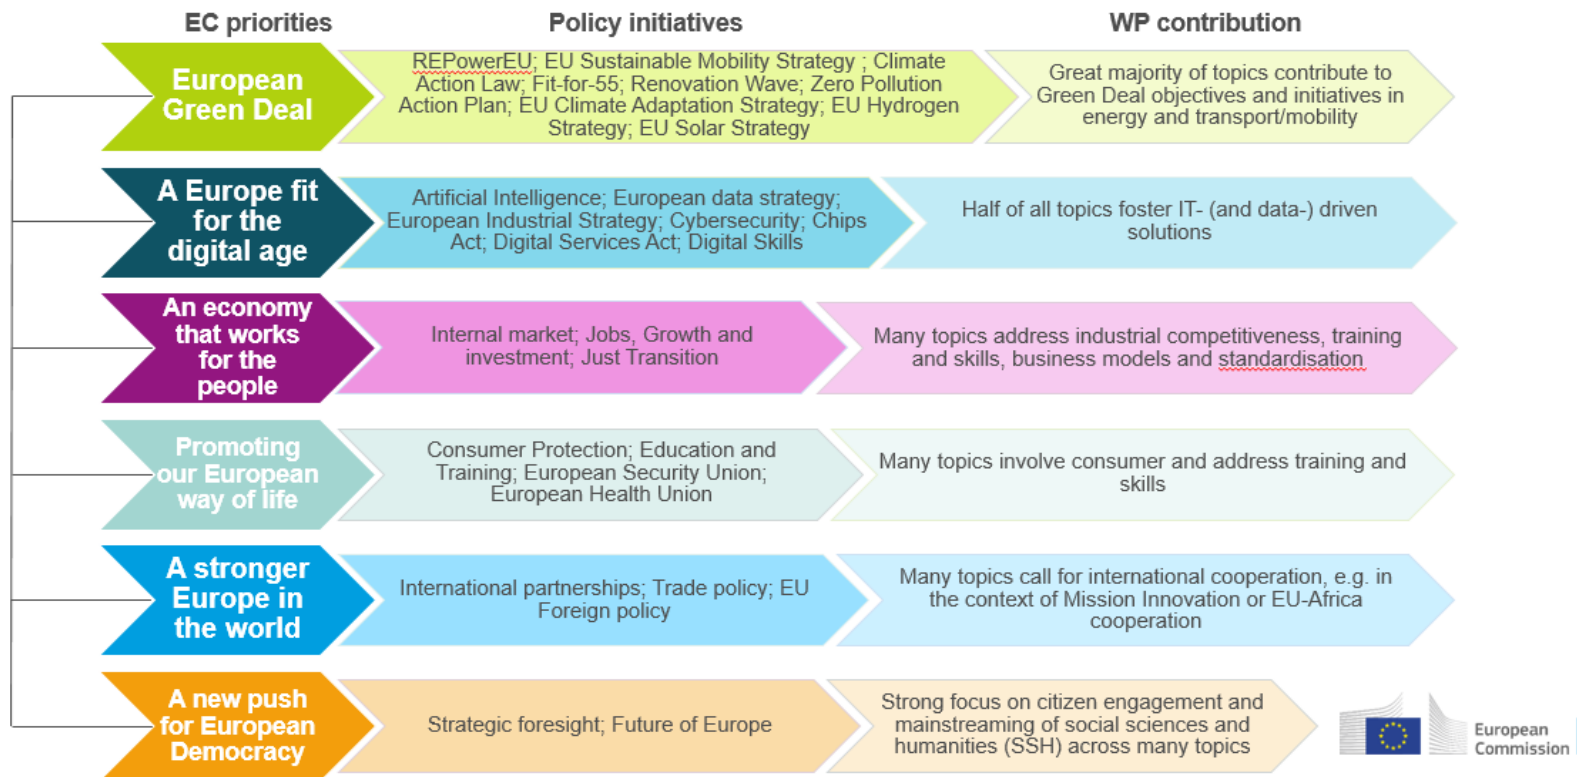 EC priorities
Policy initiatives
WP contribution
European
Green Deal
REPowerEU; EU Sustainable Mobility Strategy ; Climate
Action Law; Fit-for-55; Renovation Wave; Zero Pollution
Action Plan; EU Climate Adaptation Strategy; EU Hydrogen
Strategy; EU Solar Strategy
Great majority of topics contribute to
Green Deal objectives and initiatives in
energy and transport/mobility
A Europe fit
for the
digital age
Artificial Intelligence; European data strategy;
European Industrial Strategy; Cybersecurity; Chips
Act; Digital Services Act; Digital Skills
Half of all topics foster IT- (and data-) driven
solutions
An economy
that works
for the
people
Internal market; Jobs, Growth and
investment; Just Transition
Many topics address industrial competitiveness, training
and skills, business models and standardisation
Promoting
our European
way of life
Consumer Protection; Education and
Training; European Security Union;
European Health Union
Many topics involve consumer and address training and
skills
A stronger
Europe in
the world
International partnerships; Trade policy; EU
Foreign policy
Many topics call for international cooperation, e.g. in
the context of Mission Innovation or EU-Africa
cooperation
A new push
for European
Democracy
Strategic foresight; Future of Europe
Strong focus on citizen engagement and
mainstreaming of social sciences and
humanities (SSH) across many topics
European
Commission